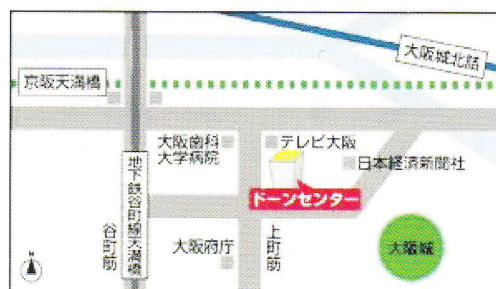 大阪城北詰
京阪天満橋
大阪歯科
大学病院
テレビ大阪
日本経済新聞社
地下鉄谷町線天満橋
ドーンセンター
谷町筋
大阪府庁
上町筋
大阪城
N